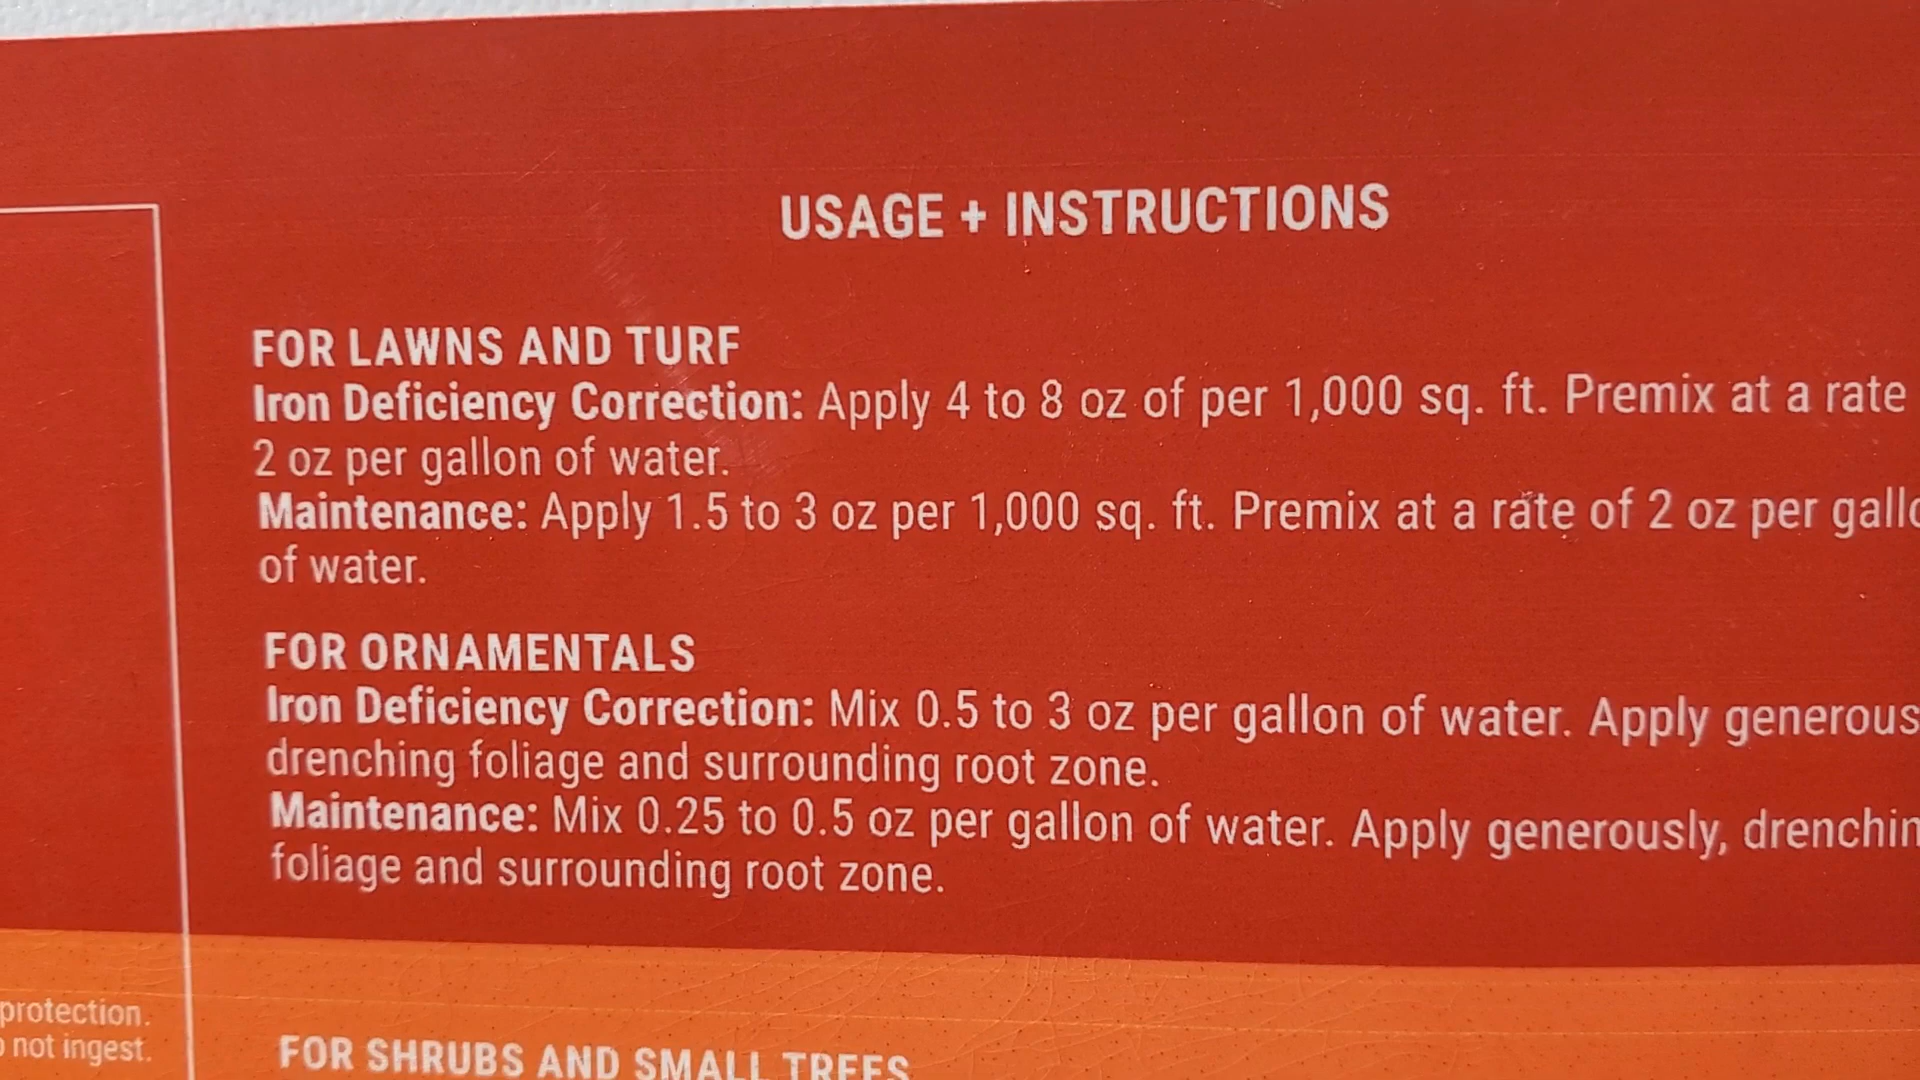 USAGE + INSTRUCTIONS
FOR LAWNS AND TURF
Iron Deficiency Correction: Apply 4 to 8 oz of per 1,000 sq. ft. Premix at a rate
2 oz per gallon of water.
Maintenance: Apply 1.5 to 3 oz per 1,000 sq. ft. Premix at a rate of 2 oz per gallo
of water.
FOR ORNAMENTALS
Iron Deficiency Correction: Mix 0.5 to 3 oz per gallon of water. Apply generous
drenching foliage and surrounding root zone.
Maintenance: Mix 0.25 to 0.5 oz per gallon of water. Apply generously, drenchin
foliage and surrounding root zone.
protection.
not ingest.
FOR SHRUBS AND SMALL TREES